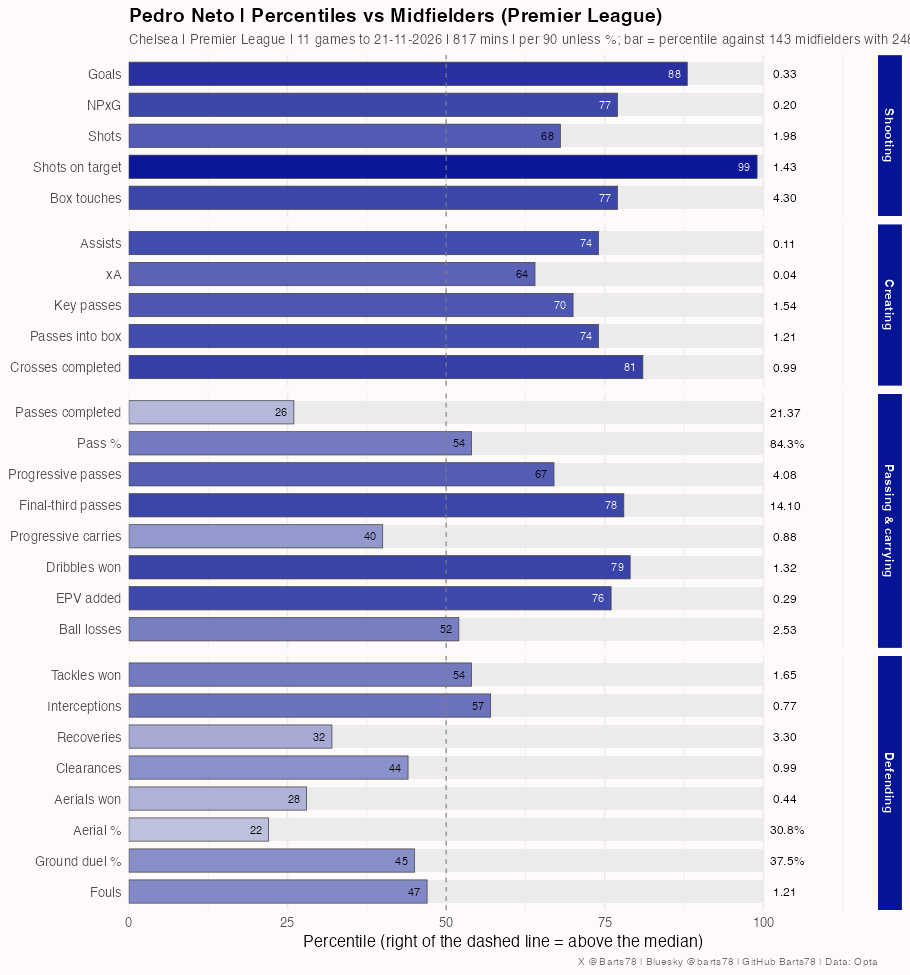 Pedro Neto | Percentiles vs Midfielders (Premier League)
Chelsea | Premier League | 11 games to 21-11-2026 | 817 mins | per 90 unless %; bar = percentile against 143 midfielders with 248
Goals 88 0.33
NPxG 77 0.20
Shots 68 1.98
Shots on target 99 1.43
Box touches 77 4.30
Shooting
Assists 74 0.11
xA 64 0.04
Key passes 70 1.54
Passes into box 74 1.21
Crosses completed 81 0.99
Creating
Passes completed 26 21.37
Pass % 54 84.3%
Progressive passes 67 4.08
Final-third passes 78 14.10
Progressive carries 40 0.88
Dribbles won 79 1.32
EPV added 76 0.29
Ball losses 52 2.53
Passing & carrying
Tackles won 54 1.65
Interceptions 57 0.77
Recoveries 32 3.30
Clearances 44 0.99
Aerials won 28 0.44
Aerial % 22 30.8%
Ground duel % 45 37.5%
Fouls 47 1.21
Defending
0 25 50 75 100
Percentile (right of the dashed line = above the median)
X @Barts78 | Bluesky @barts78 | GitHub Barts78 | Data: Opta